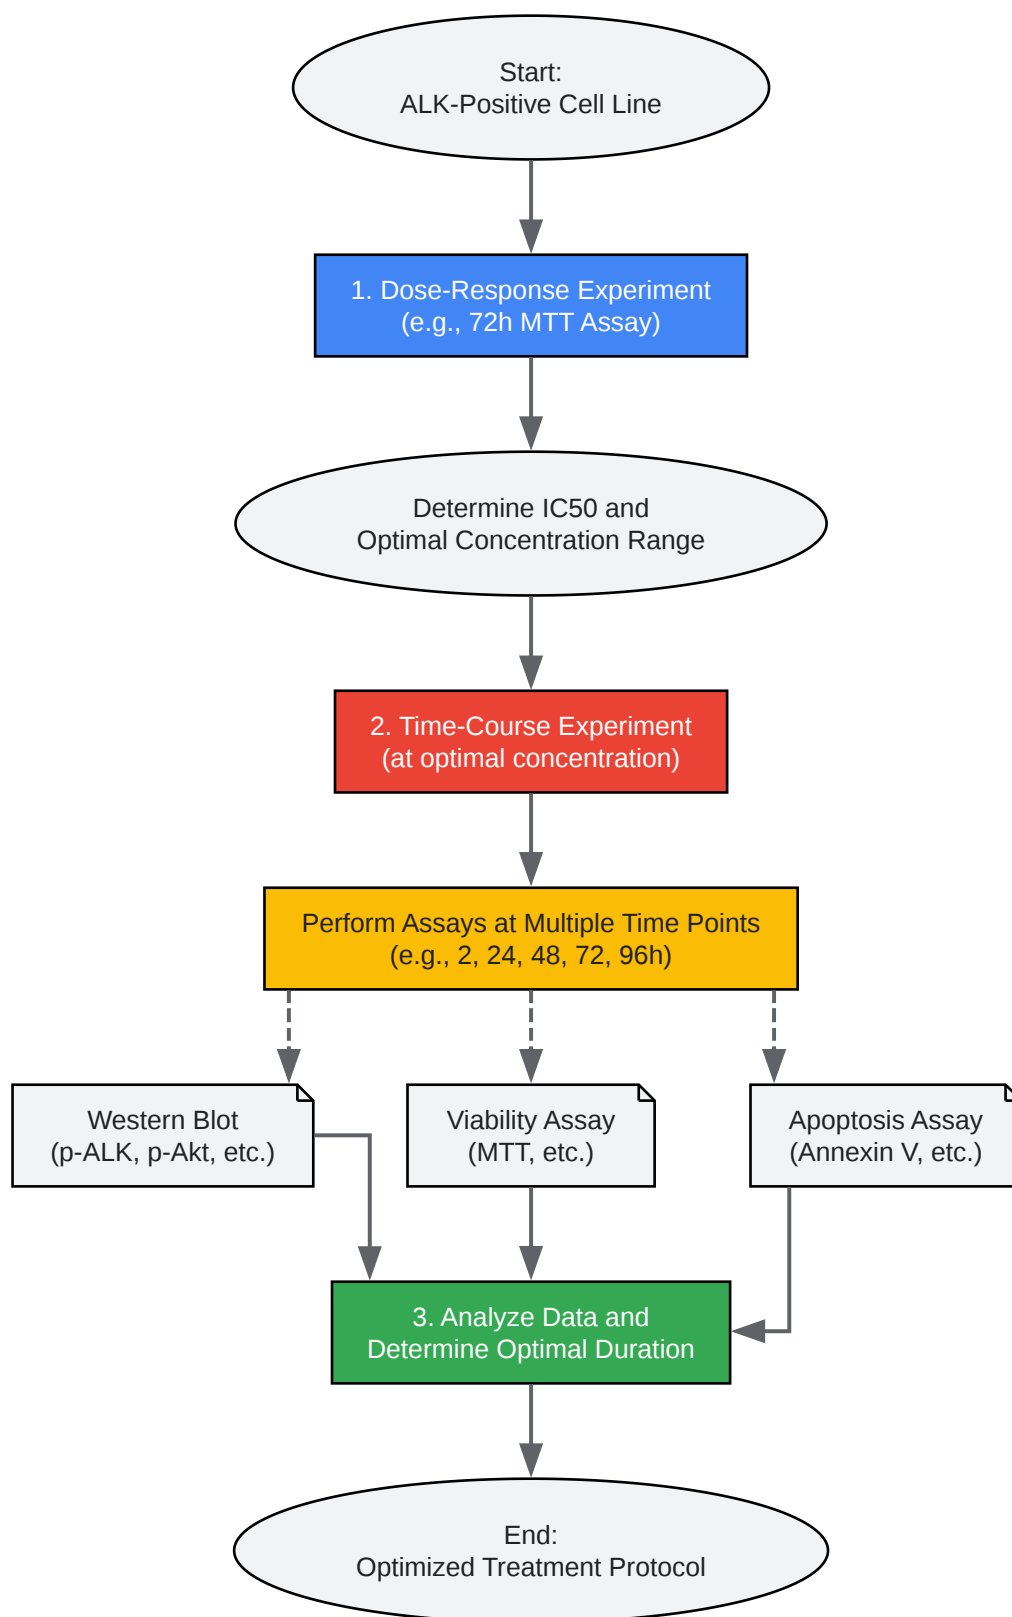 Start:
ALK-Positive Cell Line
1. Dose-Response Experiment
(e.g., 72h MTT Assay)
Determine IC50 and
Optimal Concentration Range
2. Time-Course Experiment
(at optimal concentration)
Perform Assays at Multiple Time Points
(e.g., 2, 24, 48, 72, 96h)
Western Blot
(p-ALK, p-Akt, etc.)
Viability Assay
(MTT, etc.)
Apoptosis Assay
(Annexin V, etc.)
3. Analyze Data and
Determine Optimal Duration
End:
Optimized Treatment Protocol